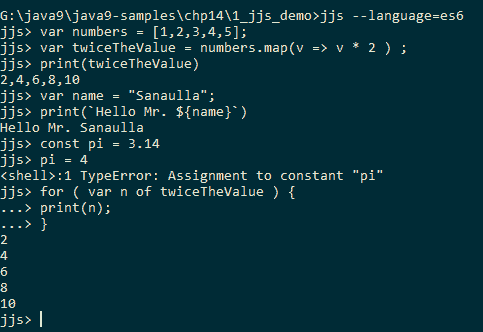 G:\java9\java9-samples\chp14\1_jjs_demo>jjs --language=es6
jjs> var numbers = [1,2,3,4,5];
jjs> var twiceTheValue = numbers.map(v => v * 2 ) ;
jjs> print(twiceTheValue)
2,4,6,8,10
jjs> var name = "Sanaulla";
jjs> print(`Hello Mr. ${name}`)
Hello Mr. Sanaulla
jjs> const pi = 3.14
jjs> pi = 4
<shell>:1 TypeError: Assignment to constant "pi"
jjs> for ( var n of twiceTheValue ) {
...> print(n);
...> }
2
4
6
8
10
jjs>